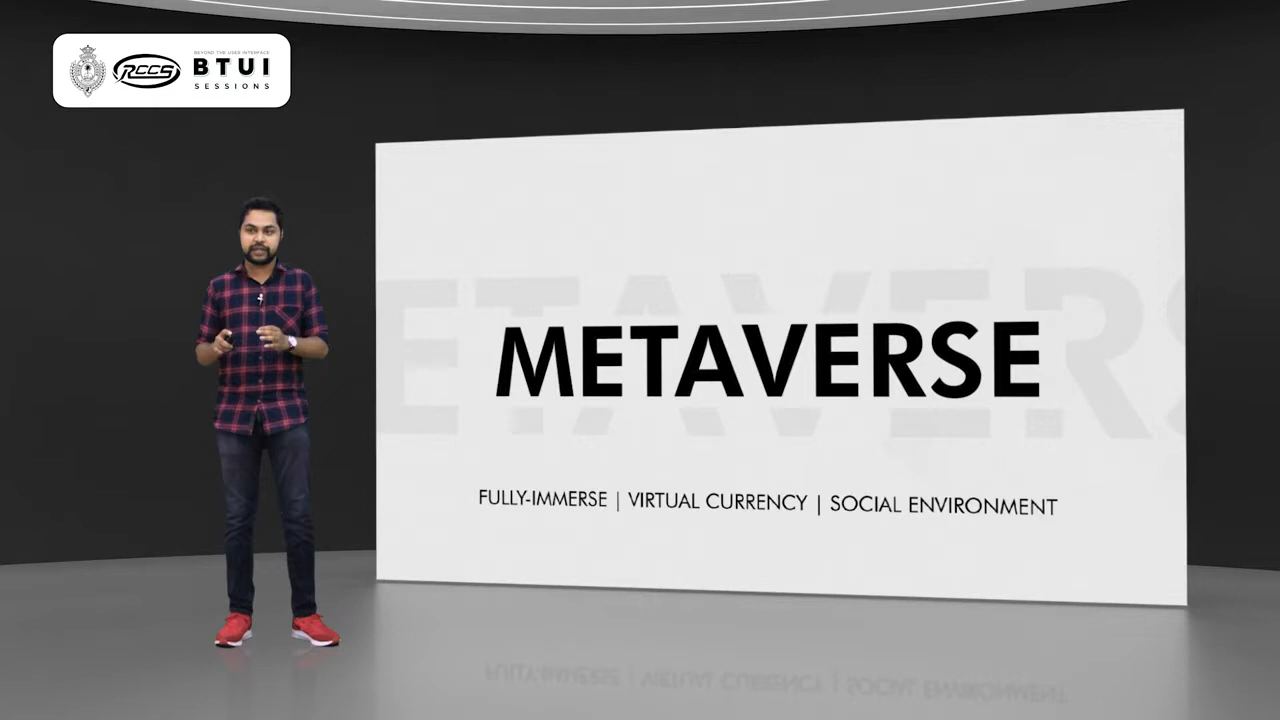 RCCS
BEYOND THE USER INTERFACE
BTUI
SESSIONS
METAVERSE
FULLY-IMMERSE | VIRTUAL CURRENCY | SOCIAL ENVIRONMENT